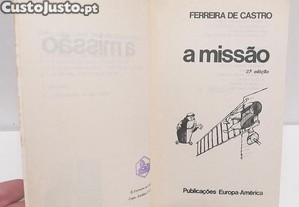 Custojusto.pt
FERREIRA DE CASTRO
a missão
2.ª edição
Publicações Europa-América